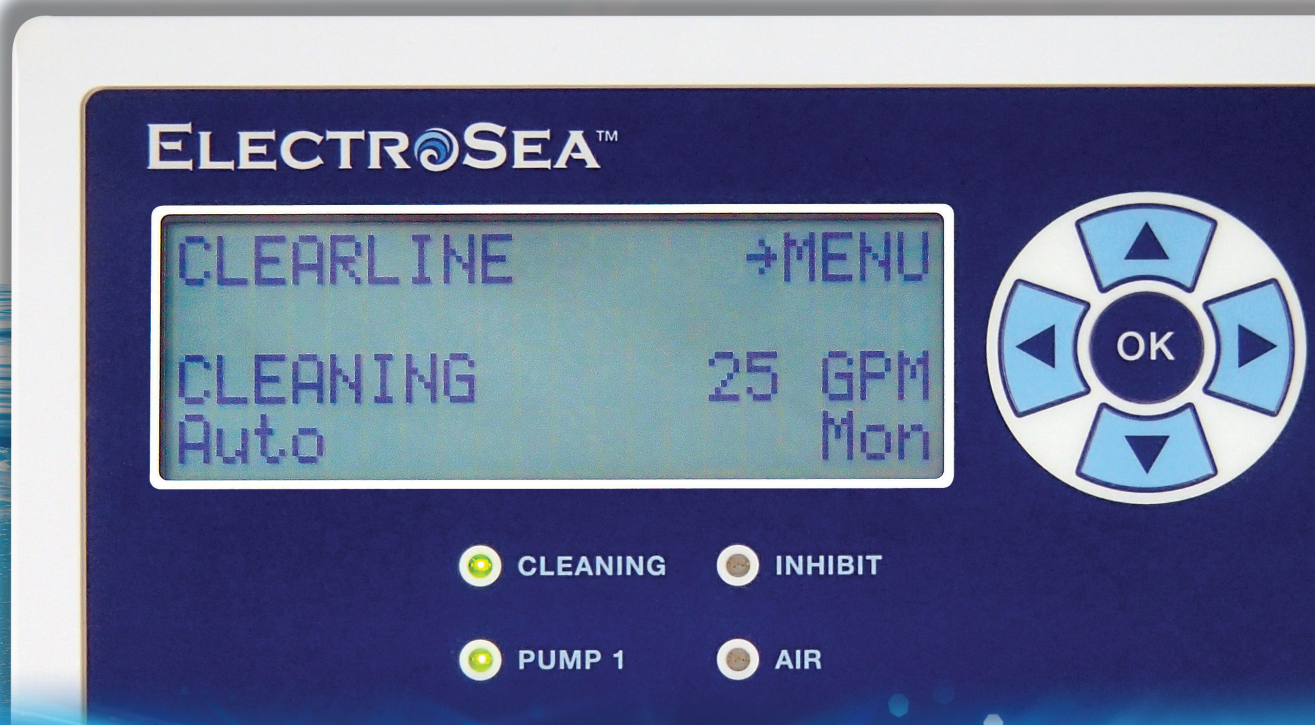 ELECTROSEA™
CLEARLINE →MENU
CLEANING 25 GPM
Auto Mon
OK
CLEANING INHIBIT
PUMP 1 AIR